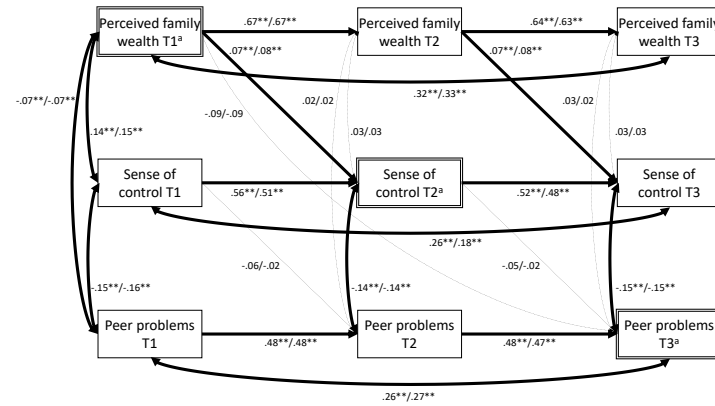 Perceived family
wealth T1ª
.67**/.67**
Perceived family
wealth T2
.64**/.63**
Perceived family
wealth T3
.07**/.08**
.07**/.08**
-.07**/-.07**
.32**/.33**
-.09/-.09
.02/.02
.03/.02
.14**/.15**
.03/.03
.03/.03
Sense of
control T1
.56**/.51**
Sense of
control T2ª
.52**/.48**
Sense of
control T3
.26**/.18**
-.06/-.02
-.05/-.02
-.15**/-.16**
-.14**/-.14**
-.15**/-.15**
Peer problems
T1
.48**/.48**
Peer problems
T2
.48**/.47**
Peer problems
T3ª
.26**/.27**